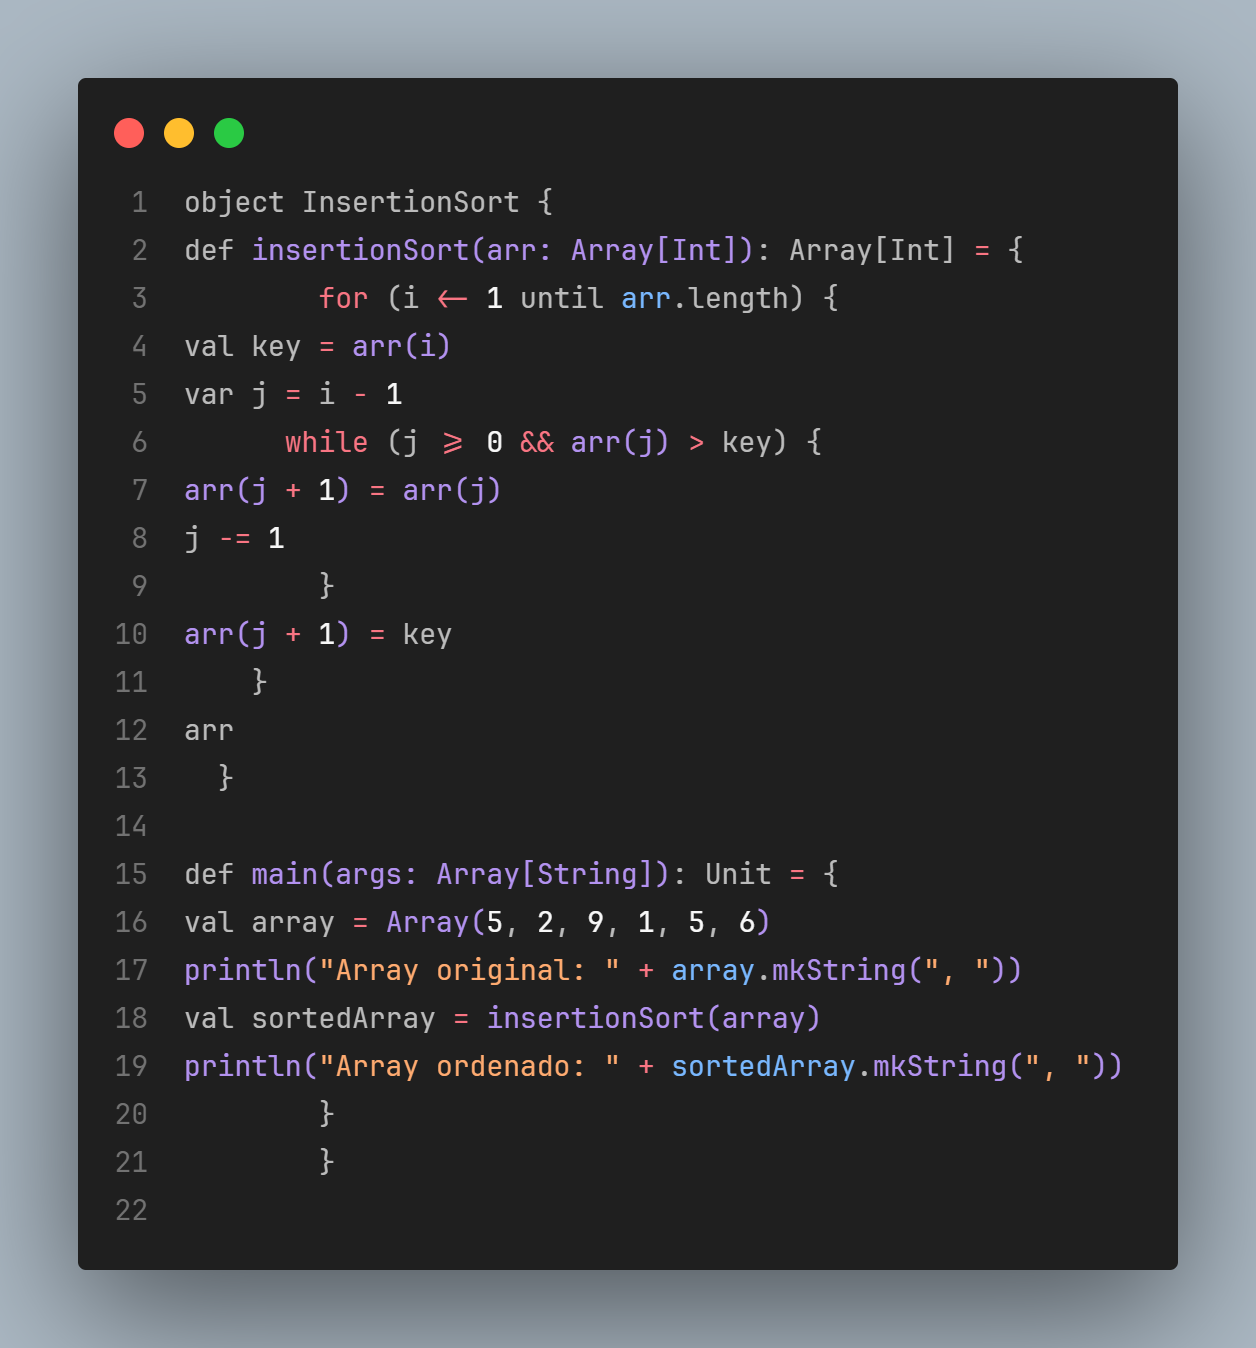 1 object InsertionSort {
2 def insertionSort(arr: Array[Int]): Array[Int] = {
3         for (i <- 1 until arr.length) {
4 val key = arr(i)
5 var j = i - 1
6       while (j >= 0 && arr(j) > key) {
7 arr(j + 1) = arr(j)
8 j -= 1
9         }
10 arr(j + 1) = key
11     }
12 arr
13   }
14
15 def main(args: Array[String]): Unit = {
16 val array = Array(5, 2, 9, 1, 5, 6)
17 println("Array original: " + array.mkString(", "))
18 val sortedArray = insertionSort(array)
19 println("Array ordenado: " + sortedArray.mkString(", "))
20         }
21         }
22